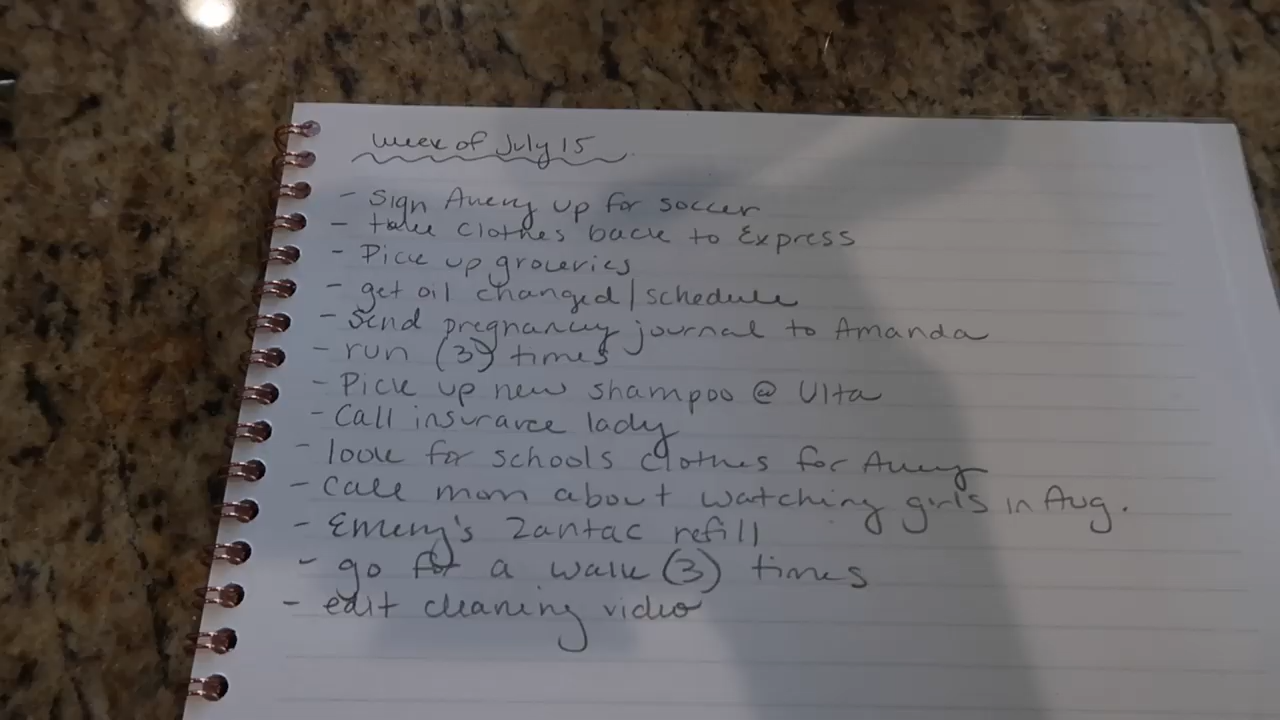 Week of July 15
- Sign Avery up for soccer
- take clothes back to Express
- Pick up groceries
- get oil changed/schedule
- Send pregnancy journal to Amanda
- run (3) times
- Pick up new shampoo @ Ulta
- Call insurance lady
- look for schools clothes for Avery
- call mom about watching girls in Aug.
- Emery's Zantac refill
- go for a walk (3) times
- edit cleaning video